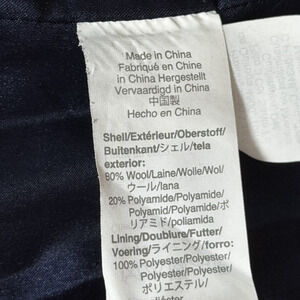 Made in China
Fabriqué en Chine
in China Hergestellt
Vervaardigd in China
中国製
Hecho en China
Shell/Extérieur/Oberstoff/
Buitenkant/シェル/tela
exterior:
80% Wool/Laine/Wolle/Wol/
ウール/lana
20% Polyamide/Polyamide/
Polyamid/Polyamide/ポ
リアミド/poliamida
Lining/Doublure/Futter/
Voering/ライニング/forro:
100% Polyester/Polyester/
Polyester/Polyester/
ポリエステル/